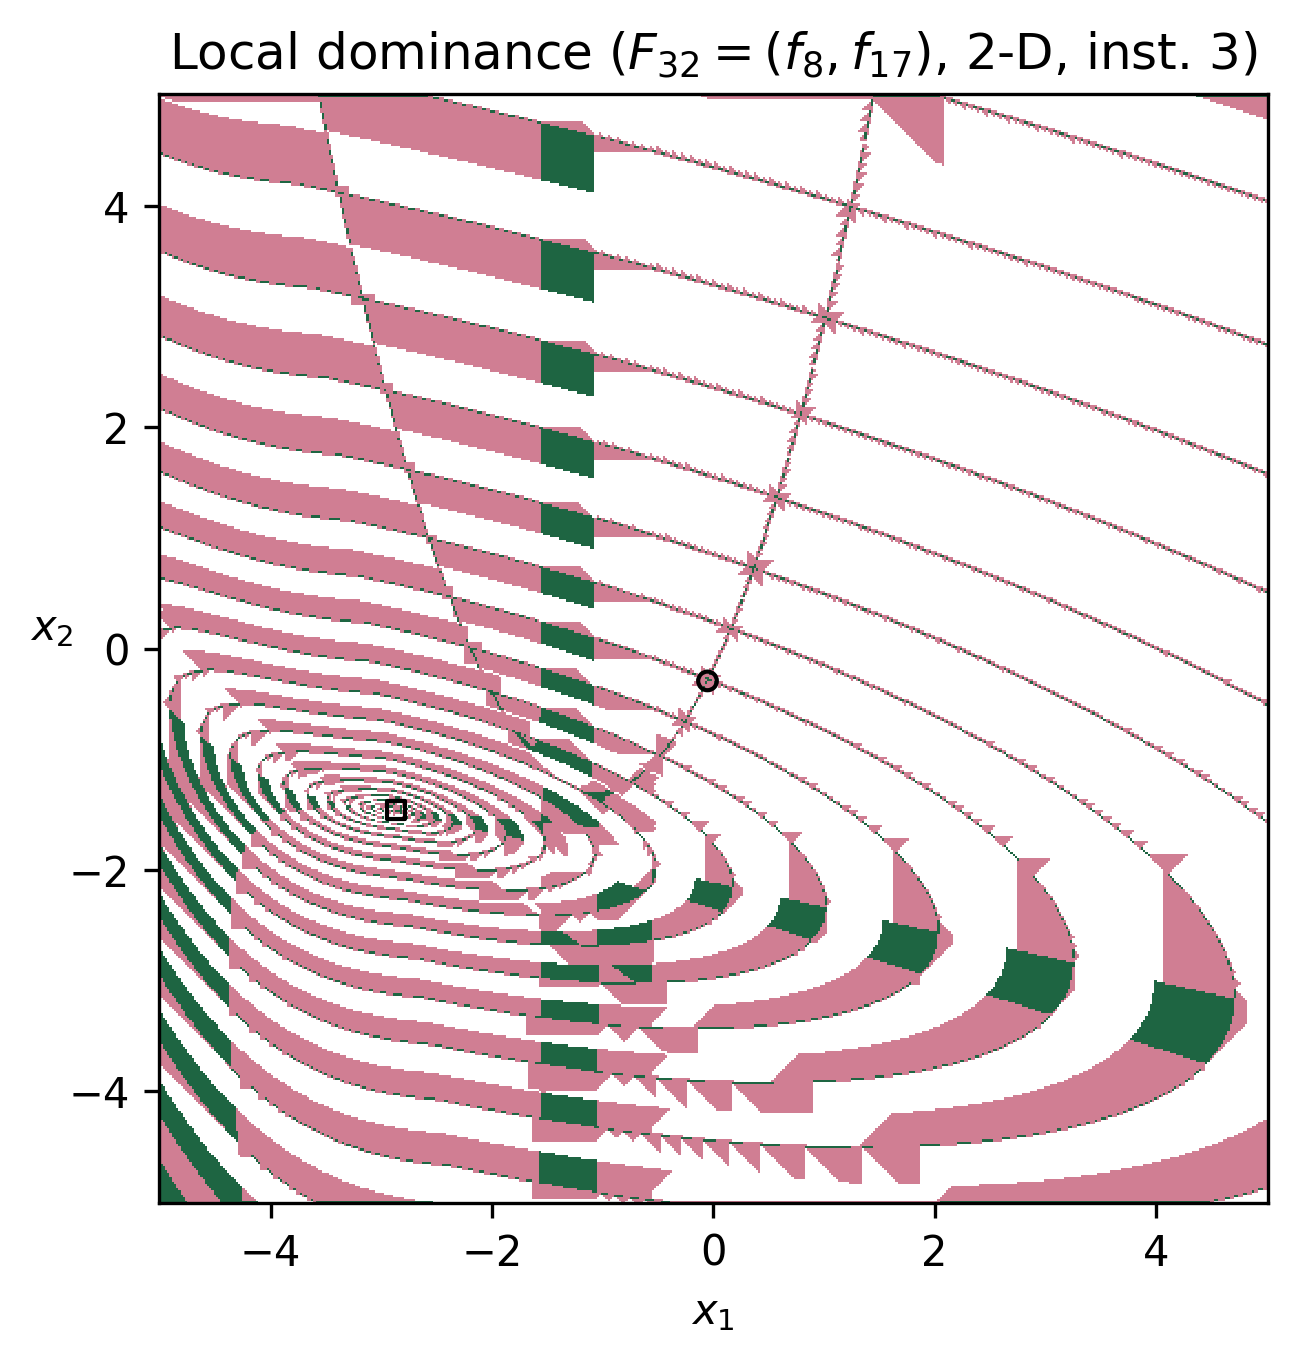 Local dominance (F₃₂ = (f₈, f₁₇), 2-D, inst. 3)
4
2
x₂
0
−2
−4
−4 −2 0 2 4
x₁